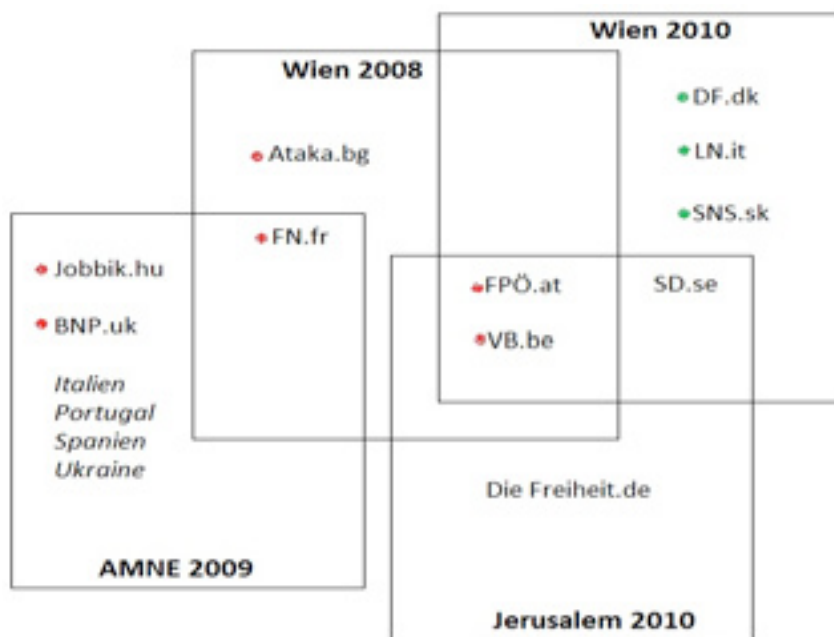 Wien 2010
Wien 2008
DF.dk
Ataka.bg
LN.it
SNS.sk
FN.fr
Jobbik.hu
FPÖ.at
SD.se
BNP.uk
VB.be
Italien
Portugal
Spanien
Ukraine
Die Freiheit.de
AMNE 2009
Jerusalem 2010